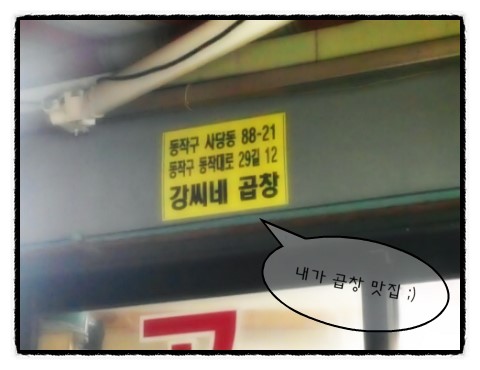 동작구 사당동 88-21
동작구 동작대로 29길 12
강씨네 곱창
내가 곱창 맛집 ;)